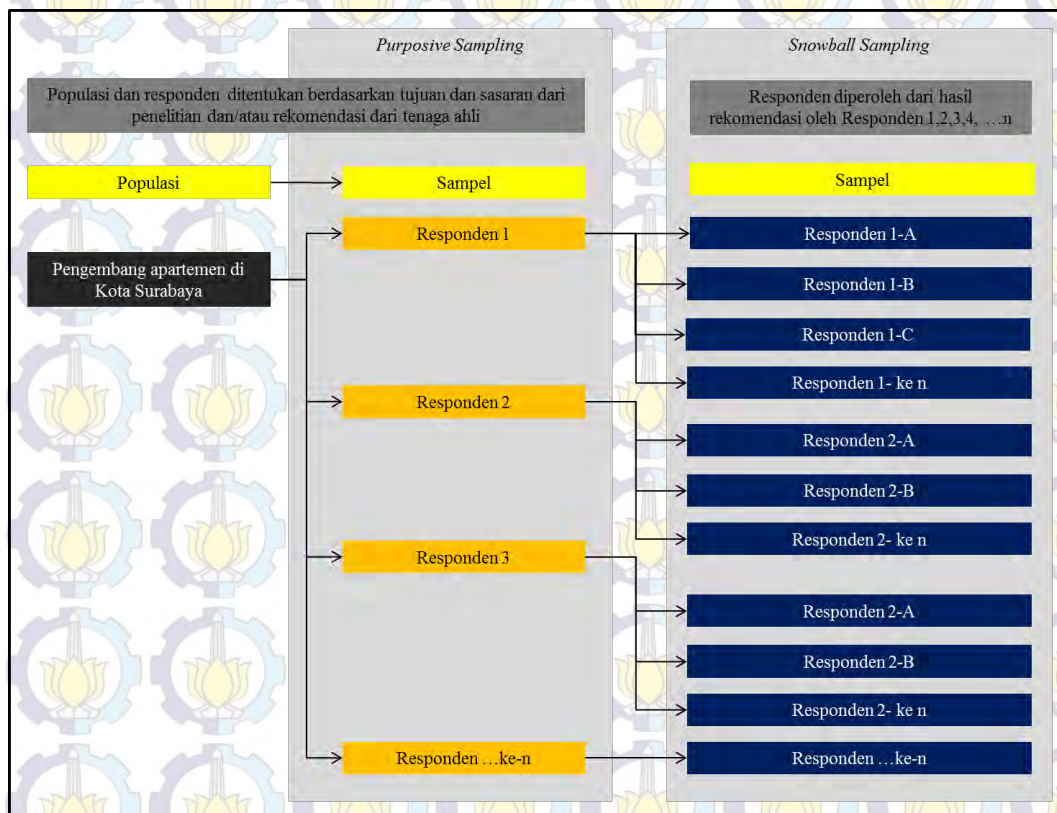 Purposive Sampling
Snowball Sampling
Populasi dan responden ditentukan berdasarkan tujuan dan sasaran dari
penelitian dan/atau rekomendasi dari tenaga ahli
Responden diperoleh dari hasil
rekomendasi oleh Responden 1,2,3,4, …n
Populasi
Sampel
Sampel
Pengembang apartemen di
Kota Surabaya
Responden 1
Responden 1-A
Responden 1-B
Responden 1-C
Responden 1- ke n
Responden 2
Responden 2-A
Responden 2-B
Responden 2- ke n
Responden 3
Responden 2-A
Responden 2-B
Responden 2- ke n
Responden …ke-n
Responden …ke-n